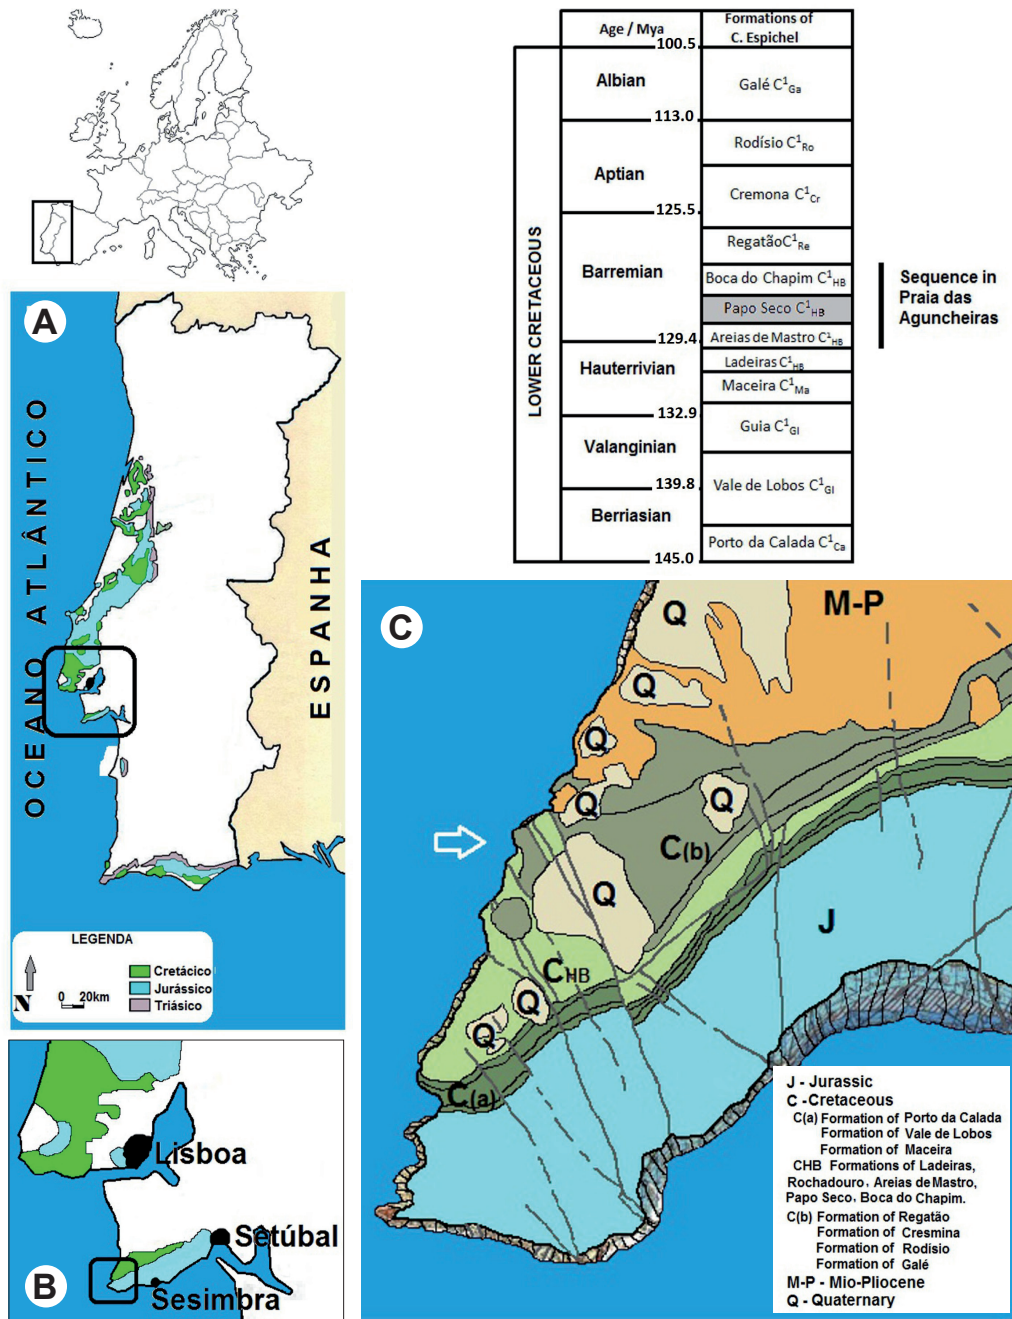 Age / Mya
Formations of
C. Espichel
100.5
Albian
Galé C¹Ga
113.0
Rodísio C¹Ro
Aptian
Cremona C¹Cr
125.5
RegatãoC¹Re
Barremian
Boca do Chapim C¹HB
Papo Seco C¹HB
129.4
Areias de Mastro C¹HB
Hauterrivian
Ladeiras C¹HB
Maceira C¹Ma
132.9
Guia C¹GI
Valanginian
139.8
Vale de Lobos C¹GI
Berriasian
Porto da Calada C¹Ca
145.0
LOWER CRETACEOUS
Sequence in
Praia das
Aguncheiras
A
OCEANO ATLÂNTICO
ESPANHA
LEGENDA
N
0 20km
Cretácico
Jurássico
Triásico
B
Lisboa
Setúbal
Sesimbra
C
M-P
Q
Q
Q
Q
Q
C(b)
Q
J
CHB
Q
Q
C(a)
J - Jurassic
C -Cretaceous
C(a) Formation of Porto da Calada
Formation of Vale de Lobos
Formation of Maceira
CHB Formations of Ladeiras,
Rochadouro, Areias de Mastro,
Papo Seco, Boca do Chapim.
C(b) Formation of Regatão
Formation of Cresmina
Formation of Rodísio
Formation of Galé
M-P - Mio-Pliocene
Q - Quaternary